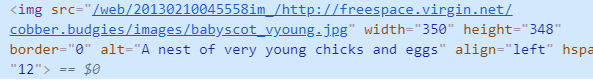 <img src="/web/20130210045558im_/http://freespace.virgin.net/
cobber.budgies/images/babyscot_vyoung.jpg" width="350" height="348"
border="0" alt="A nest of very young chicks and eggs" align="left" hspa
"12"> == $0